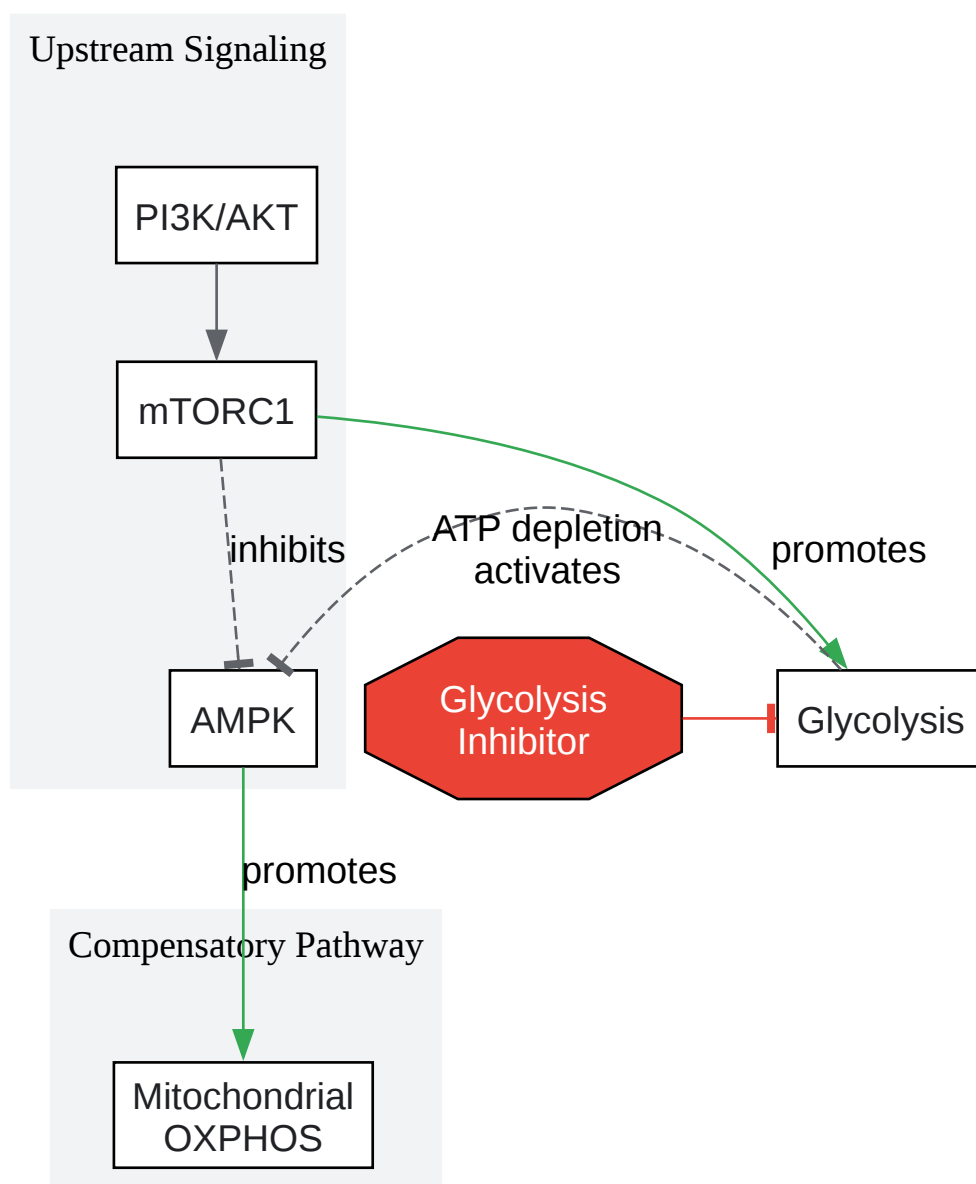 Upstream Signaling
PI3K/AKT
mTORC1
inhibits
ATP depletion
activates
promotes
AMPK
Glycolysis
Inhibitor
Glycolysis
promotes
Compensatory Pathway
Mitochondrial
OXPHOS